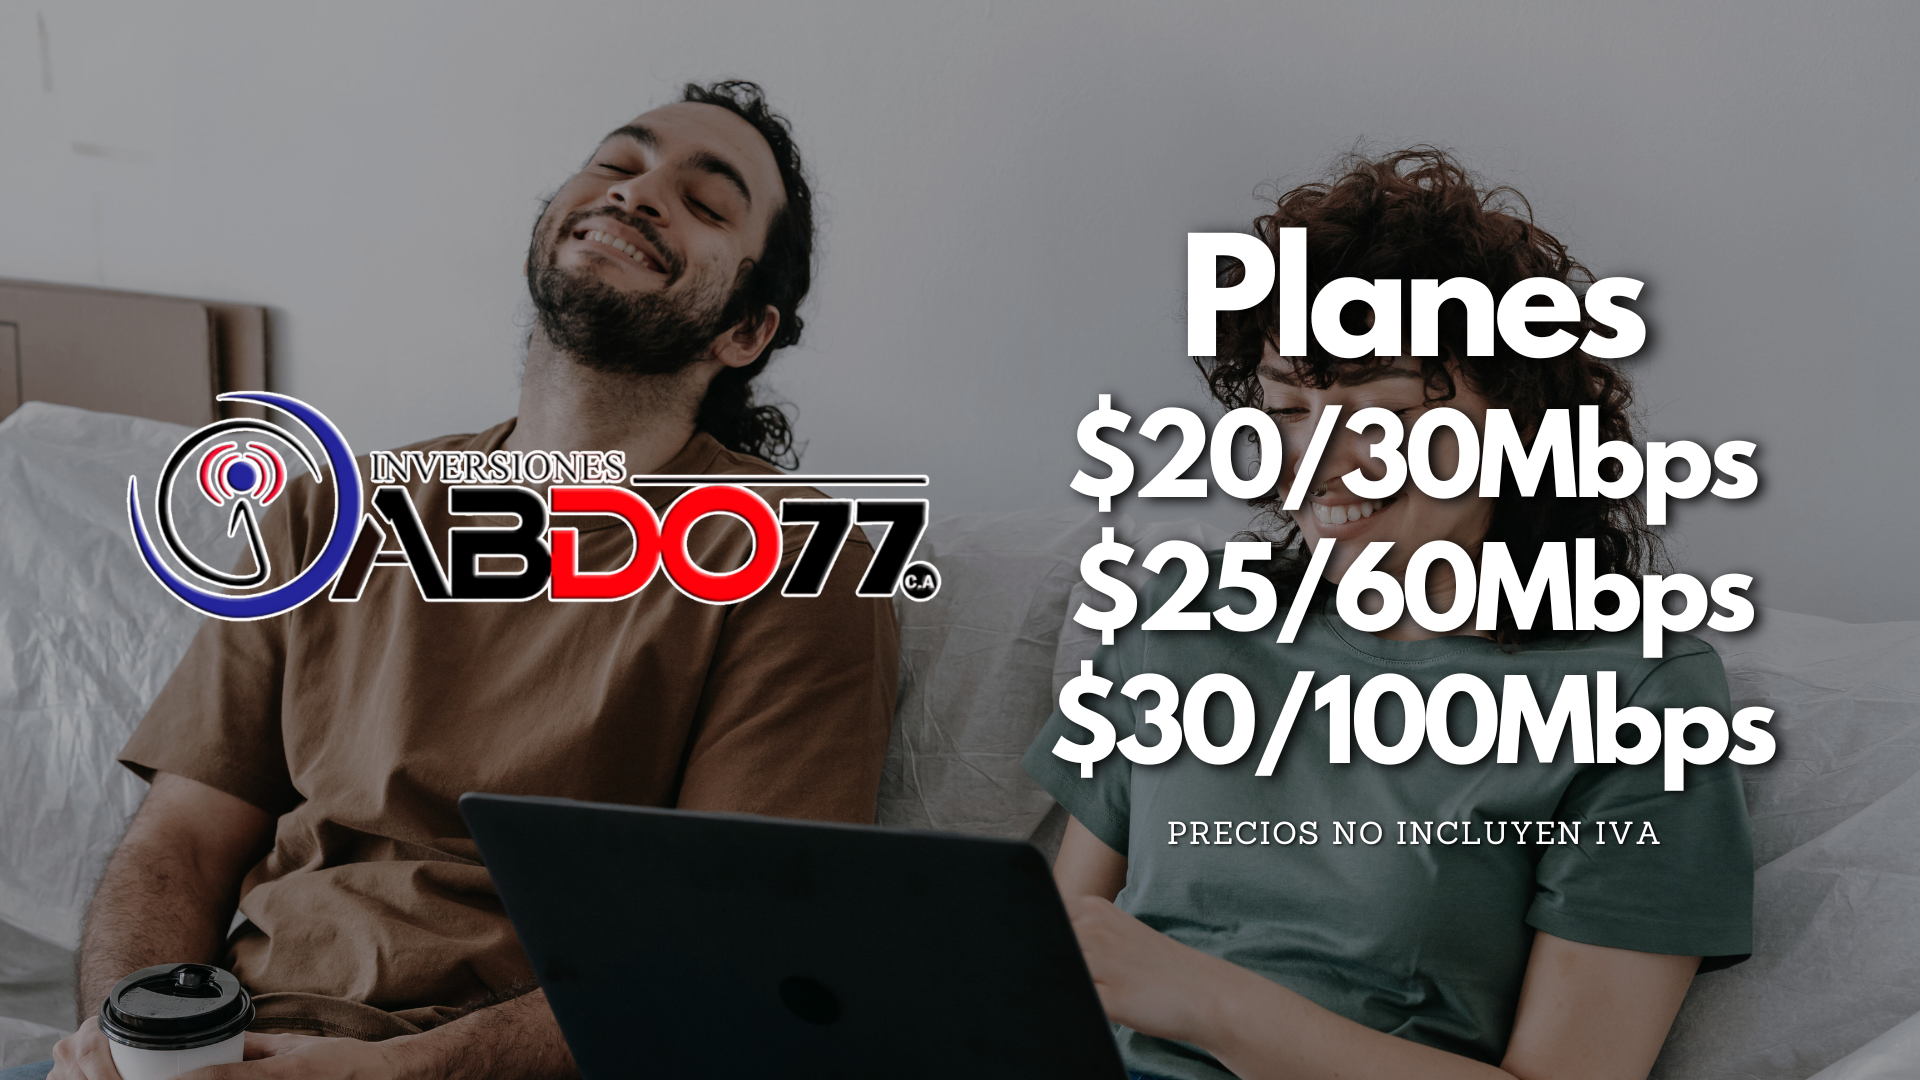 INVERSIONES
ABDO77
C.A
Planes
$20/30Mbps
$25/60Mbps
$30/100Mbps
PRECIOS NO INCLUYEN IVA